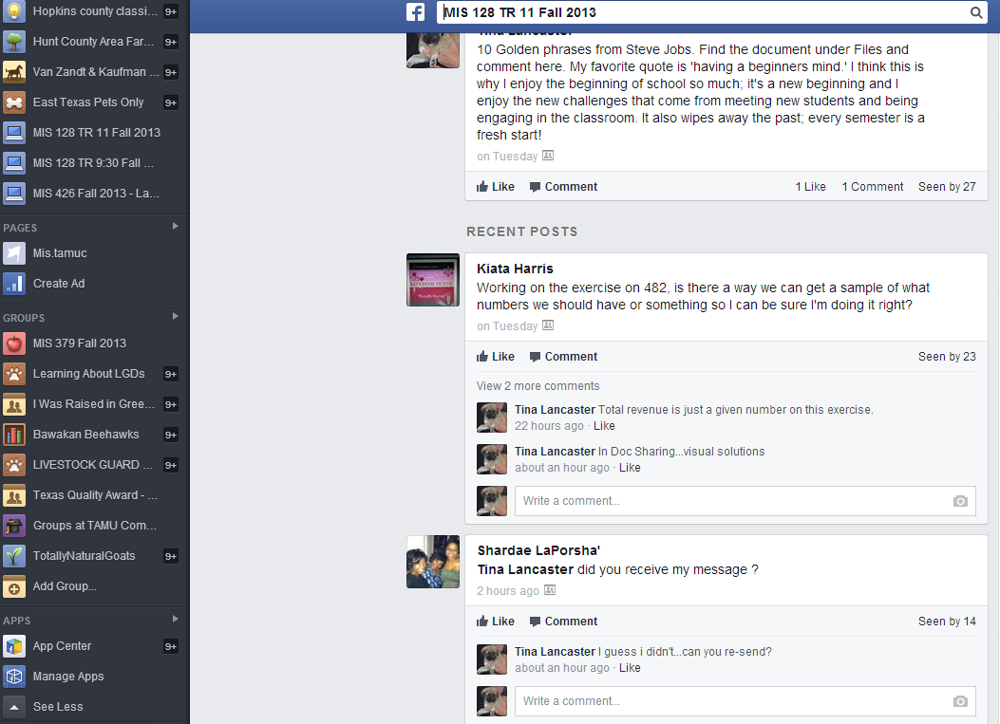 Hopkins county classi... 9+
Hunt County Area Far... 9+
Van Zandt & Kaufman ... 9+
East Texas Pets Only 9+
MIS 128 TR 11 Fall 2013
MIS 128 TR 9:30 Fall ...
MIS 426 Fall 2013 - La...
PAGES
Mis.tamuc
Create Ad
GROUPS
MIS 379 Fall 2013
Learning About LGDs 9+
I Was Raised in Gree... 9+
Bawakan Beehawks 9+
LIVESTOCK GUARD ... 9+
Texas Quality Award - ...
Groups at TAMU Com...
TotallyNaturalGoats 9+
Add Group...
APPS
App Center 9+
Manage Apps
See Less
f MIS 128 TR 11 Fall 2013
Tina Lancaster
10 Golden phrases from Steve Jobs. Find the document under Files and
comment here. My favorite quote is 'having a beginners mind.' I think this is
why I enjoy the beginning of school so much; it's a new beginning and I
enjoy the new challenges that come from meeting new students and being
engaging in the classroom. It also wipes away the past; every semester is a
fresh start!
on Tuesday
Like Comment 1 Like 1 Comment Seen by 27
RECENT POSTS
Kiata Harris
Working on the exercise on 482, is there a way we can get a sample of what
numbers we should have or something so I can be sure I'm doing it right?
on Tuesday
Like Comment Seen by 23
View 2 more comments
Tina Lancaster Total revenue is just a given number on this exercise.
22 hours ago · Like
Tina Lancaster In Doc Sharing...visual solutions
about an hour ago · Like
Write a comment...
Shardae LaPorsha'
Tina Lancaster did you receive my message ?
2 hours ago
Like Comment Seen by 14
Tina Lancaster I guess i didn't...can you re-send?
about an hour ago · Like
Write a comment...